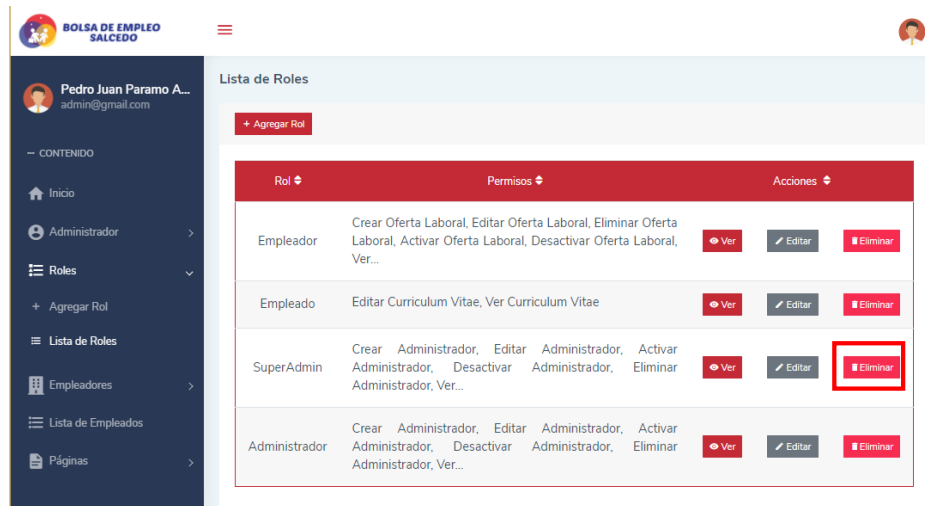 BOLSA DE EMPLEO
SALCEDO
Pedro Juan Paramo A...
admin@gmail.com
– CONTENIDO
Inicio
Administrador
Roles
+ Agregar Rol
Lista de Roles
Empleadores
Lista de Empleados
Páginas
Lista de Roles
+ Agregar Rol
Rol Permisos Acciones
Empleador
Crear Oferta Laboral, Editar Oferta Laboral, Eliminar Oferta
Laboral, Activar Oferta Laboral, Desactivar Oferta Laboral,
Ver...
Ver Editar Eliminar
Empleado
Editar Curriculum Vitae, Ver Curriculum Vitae
Ver Editar Eliminar
SuperAdmin
Crear Administrador, Editar Administrador, Activar
Administrador, Desactivar Administrador, Eliminar
Administrador, Ver...
Ver Editar Eliminar
Administrador
Crear Administrador, Editar Administrador, Activar
Administrador, Desactivar Administrador, Eliminar
Administrador, Ver...
Ver Editar Eliminar